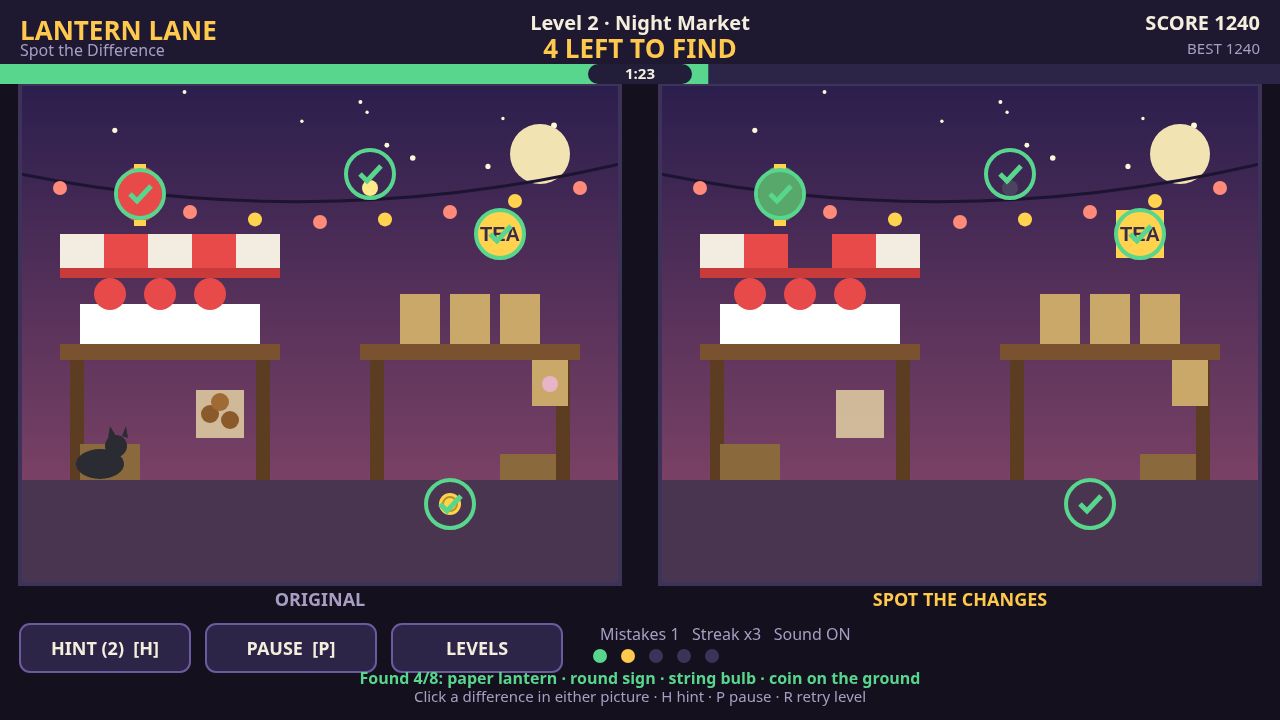 LANTERN LANE
Spot the Difference
Level 2 · Night Market
4 LEFT TO FIND
SCORE 1240
BEST 1240
1:23
TEA
TEA
ORIGINAL
SPOT THE CHANGES
HINT (2) [H]
PAUSE [P]
LEVELS
Mistakes 1 Streak x3 Sound ON
Found 4/8: paper lantern · round sign · string bulb · coin on the ground
Click a difference in either picture · H hint · P pause · R retry level